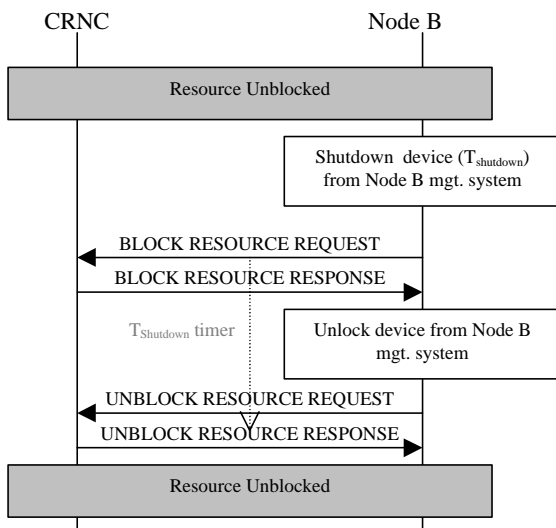 CRNC
Node B
Resource Unblocked
Shutdown device (Tshutdown)
from Node B mgt. system
BLOCK RESOURCE REQUEST
BLOCK RESOURCE RESPONSE
TShutdown timer
Unlock device from Node B
mgt. system
UNBLOCK RESOURCE REQUEST
UNBLOCK RESOURCE RESPONSE
Resource Unblocked